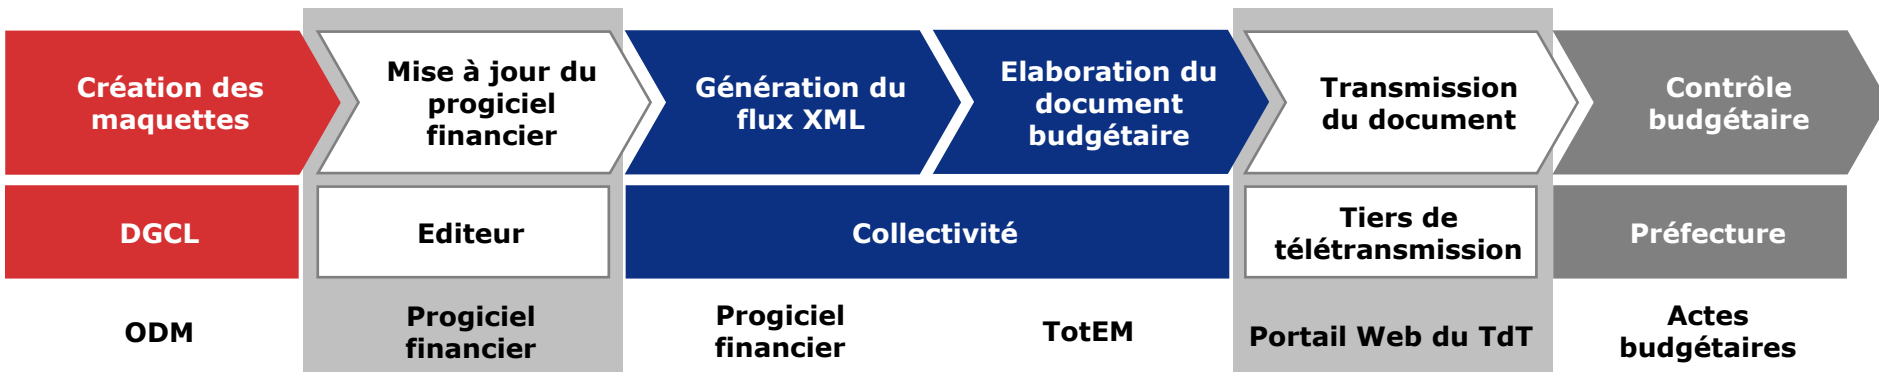 Création des
maquettes
Mise à jour du
progiciel
financier
Génération du
flux XML
Elaboration du
document
budgétaire
Transmission
du document
Contrôle
budgétaire
DGCL
Editeur
Collectivité
Tiers de
télétransmission
Préfecture
ODM
Progiciel
financier
Progiciel
financier
TotEM
Portail Web du TdT
Actes
budgétaires